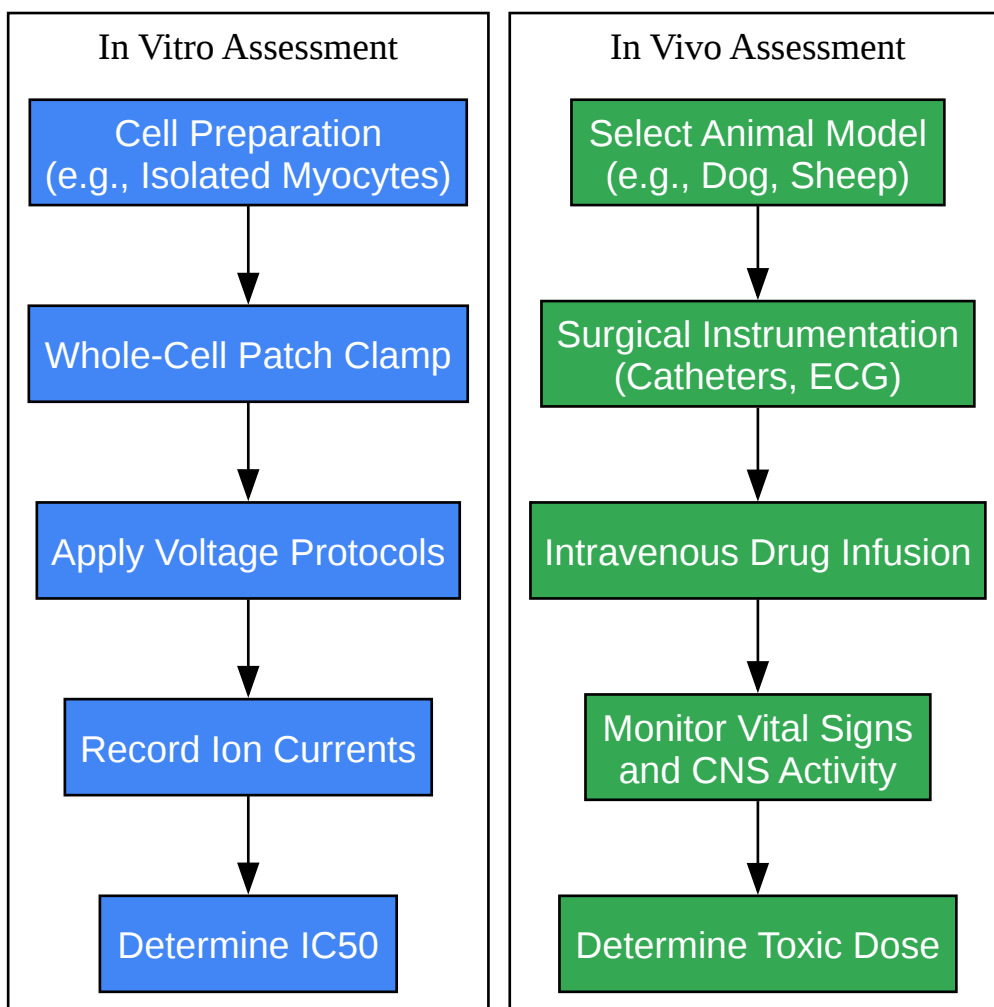 In Vitro Assessment
Cell Preparation
(e.g., Isolated Myocytes)
Whole-Cell Patch Clamp
Apply Voltage Protocols
Record Ion Currents
Determine IC50
In Vivo Assessment
Select Animal Model
(e.g., Dog, Sheep)
Surgical Instrumentation
(Catheters, ECG)
Intravenous Drug Infusion
Monitor Vital Signs
and CNS Activity
Determine Toxic Dose